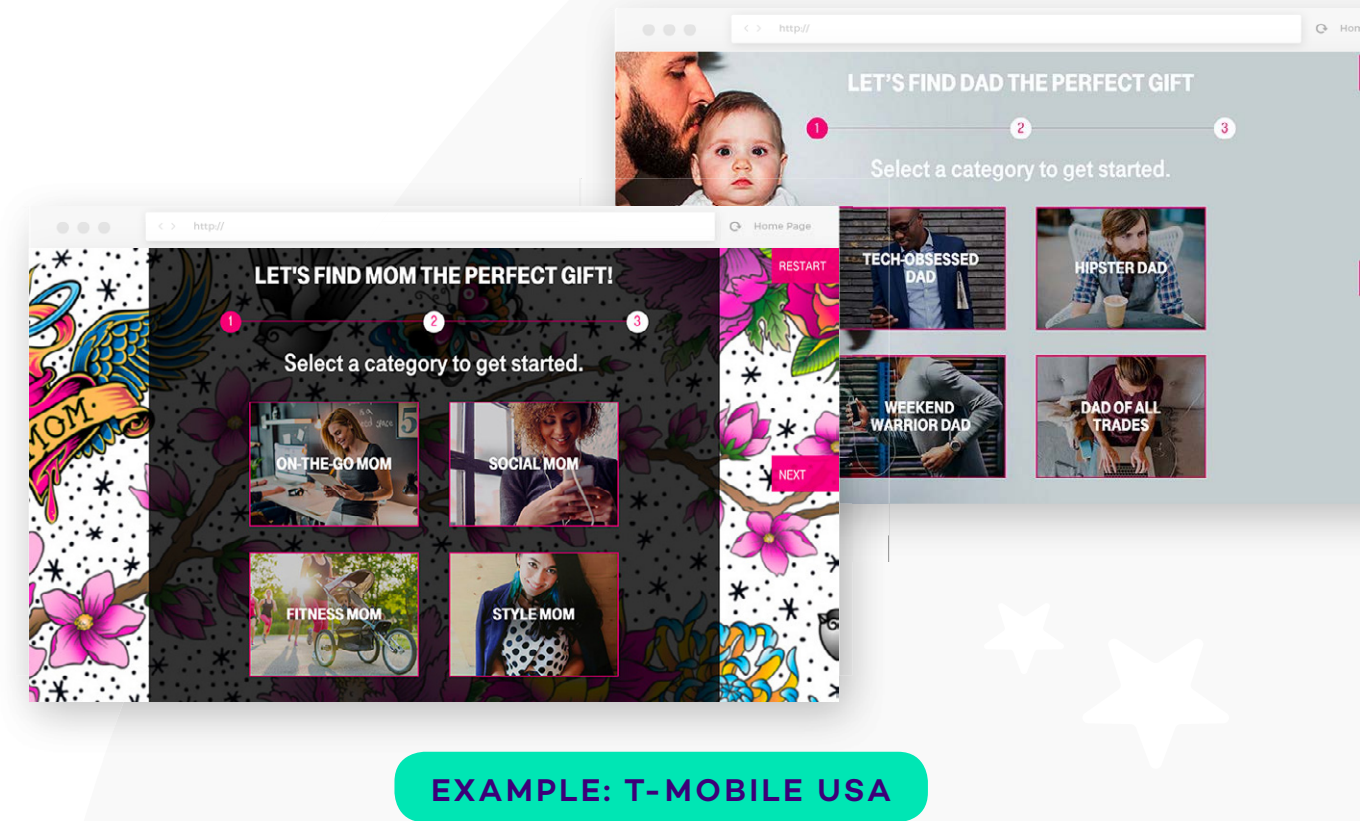 http://
Hom
LET'S FIND DAD THE PERFECT GIFT
1 2 3
Select a category to get started.
TECH-OBSESSED
DAD
HIPSTER DAD
WEEKEND
WARRIOR DAD
DAD OF ALL
TRADES
http://
Home Page
LET'S FIND MOM THE PERFECT GIFT!
RESTART
1 2 3
Select a category to get started.
MOM.
5
ON-THE-GO MOM
SOCIAL MOM
NEXT
FITNESS MOM
STYLE MOM
EXAMPLE: T-MOBILE USA